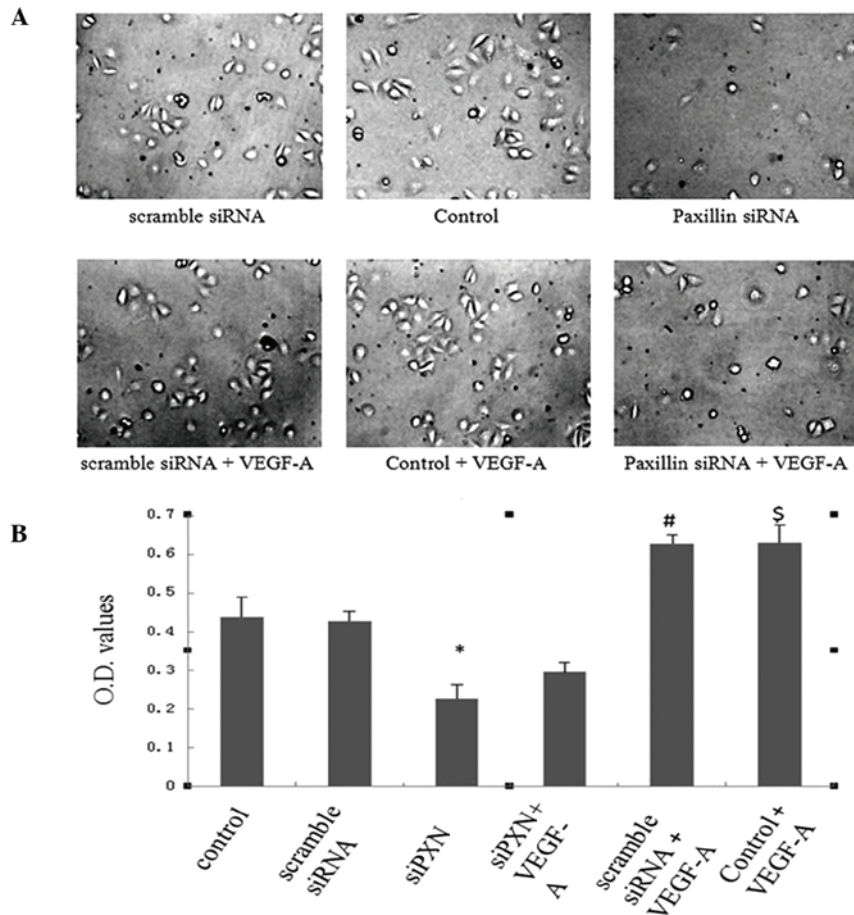 A
scramble siRNA
Control
Paxillin siRNA
scramble siRNA + VEGF-A
Control + VEGF-A
Paxillin siRNA + VEGF-A
B
O.D. values
0.7
0.6
0.5
0.4
0.3
0.2
0.1
0
*
#
$
control
scramble
siRNA
siPXN
siPXN+
VEGF-
A
scramble
siRNA +
VEGF-A
Control+
VEGF-A